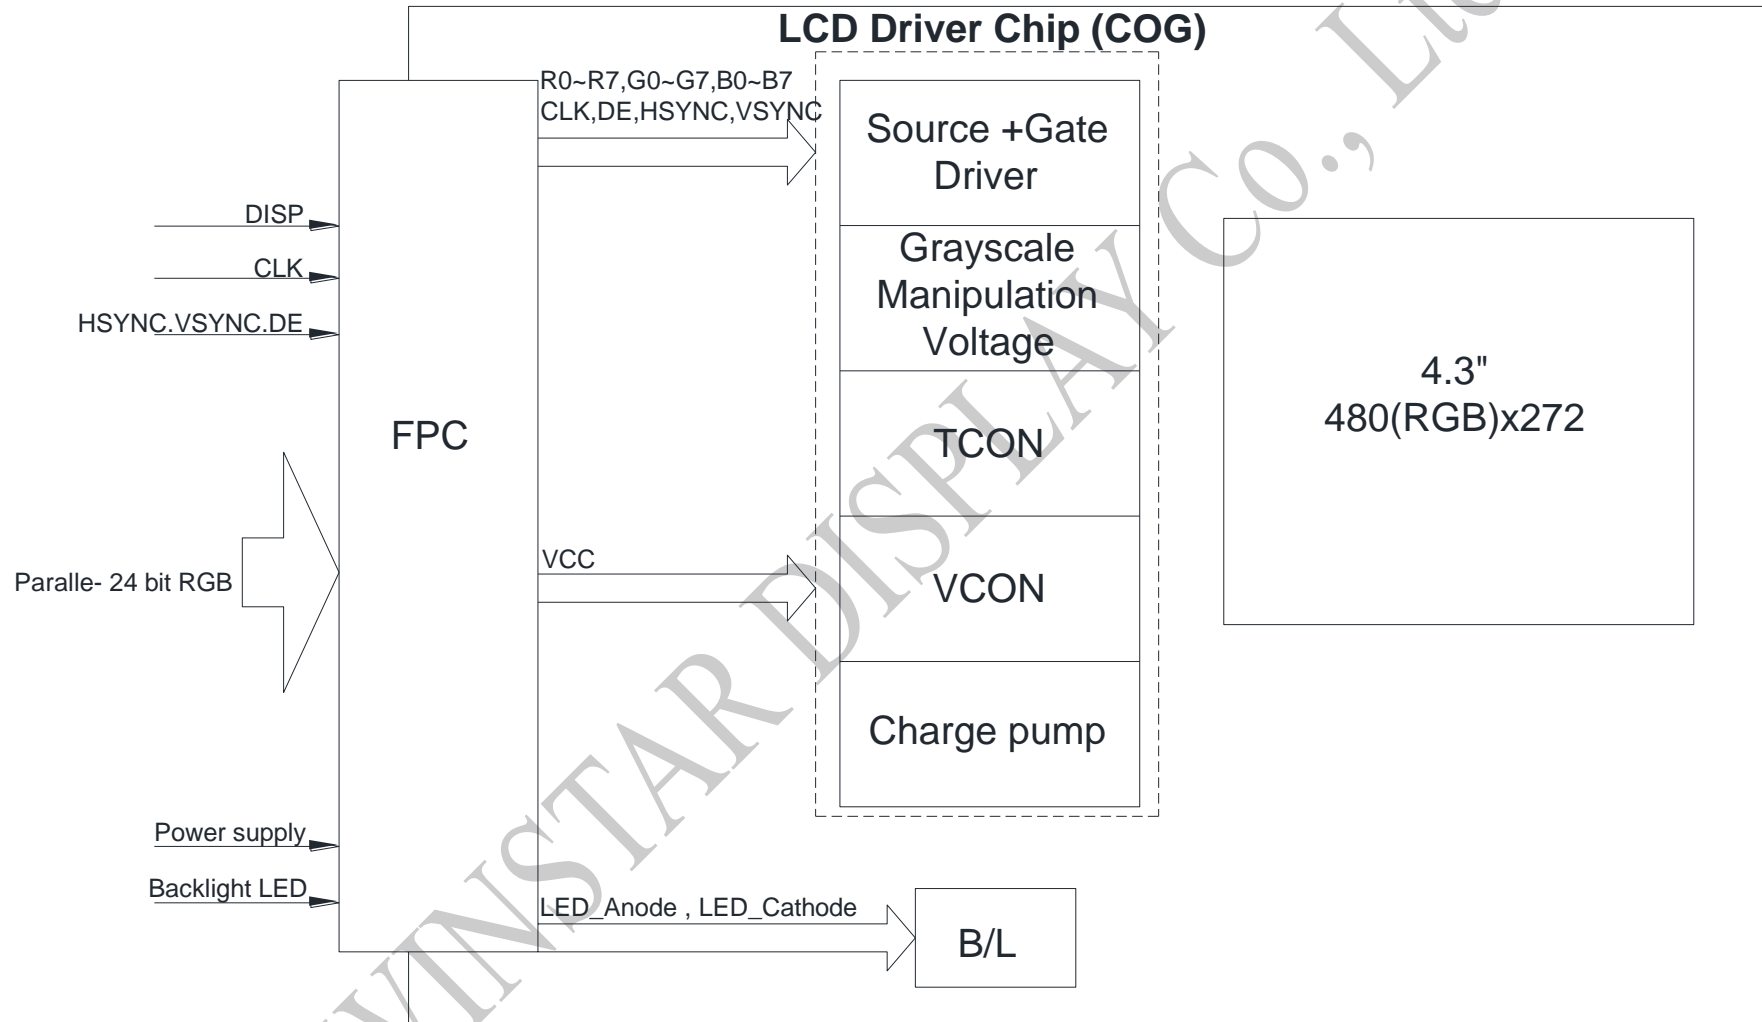 LCD Driver Chip (COG)
R0~R7,G0~G7,B0~B7
CLK,DE,HSYNC,VSYNC
Source +Gate
Driver
DISP
CLK
HSYNC.VSYNC.DE
Grayscale
Manipulation
Voltage
4.3"
480(RGB)x272
FPC
TCON
VCC
Paralle- 24 bit RGB
VCON
Charge pump
Power supply
Backlight LED
LED_Anode , LED_Cathode
B/L
WINSTAR DISPLAY Co., Ltd